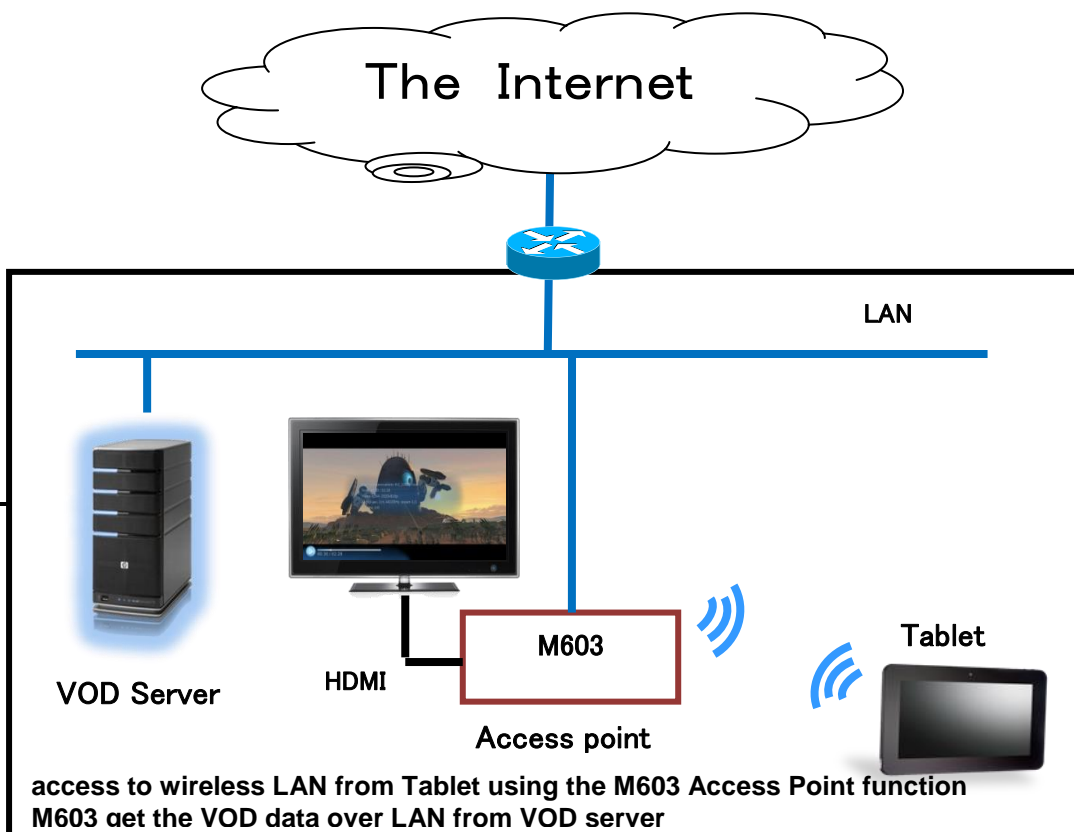 The Internet
LAN
VOD Server
HDMI
M603
Tablet
Access point
access to wireless LAN from Tablet using the M603 Access Point function
M603 get the VOD data over LAN from VOD server